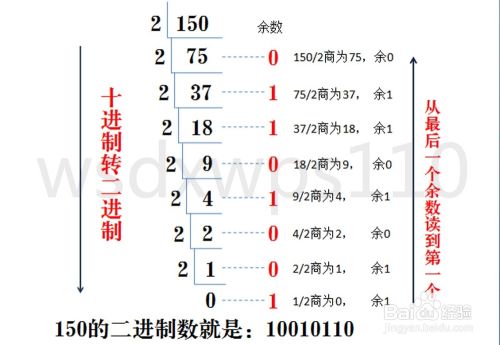 2 150 余数
2 75 0 150/2商为75, 余0
2 37 1 75/2商为37, 余1
2 18 1 37/2商为18, 余1
2 9 0 18/2商为9, 余0
2 4 1 9/2商为4, 余1
2 2 0 4/2商为2, 余0
2 1 0 2/2商为1, 余0
0 1 1/2商为0, 余1
十进制转二进制
从最后一个余数读到第一个
150的二进制数就是：10010110
wsdxwps110
Baidu 经验
jingyan.baidu.com